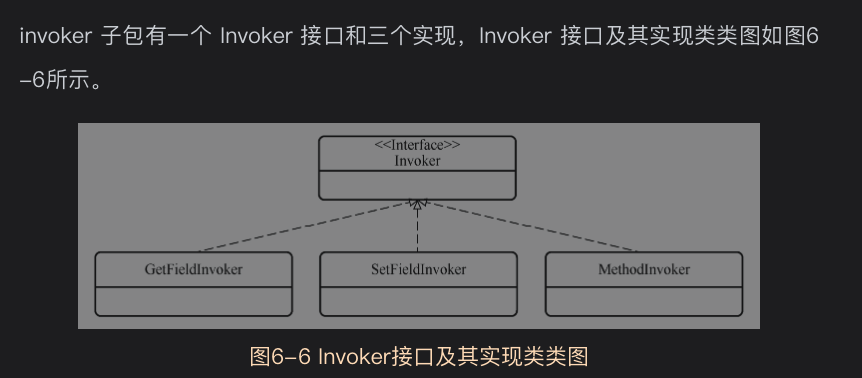 invoker 子包有一个 Invoker 接口和三个实现，Invoker 接口及其实现类类图如图6
-6所示。
<<Interface>>
Invoker
GetFieldInvoker
SetFieldInvoker
MethodInvoker
图6-6 Invoker接口及其实现类类图